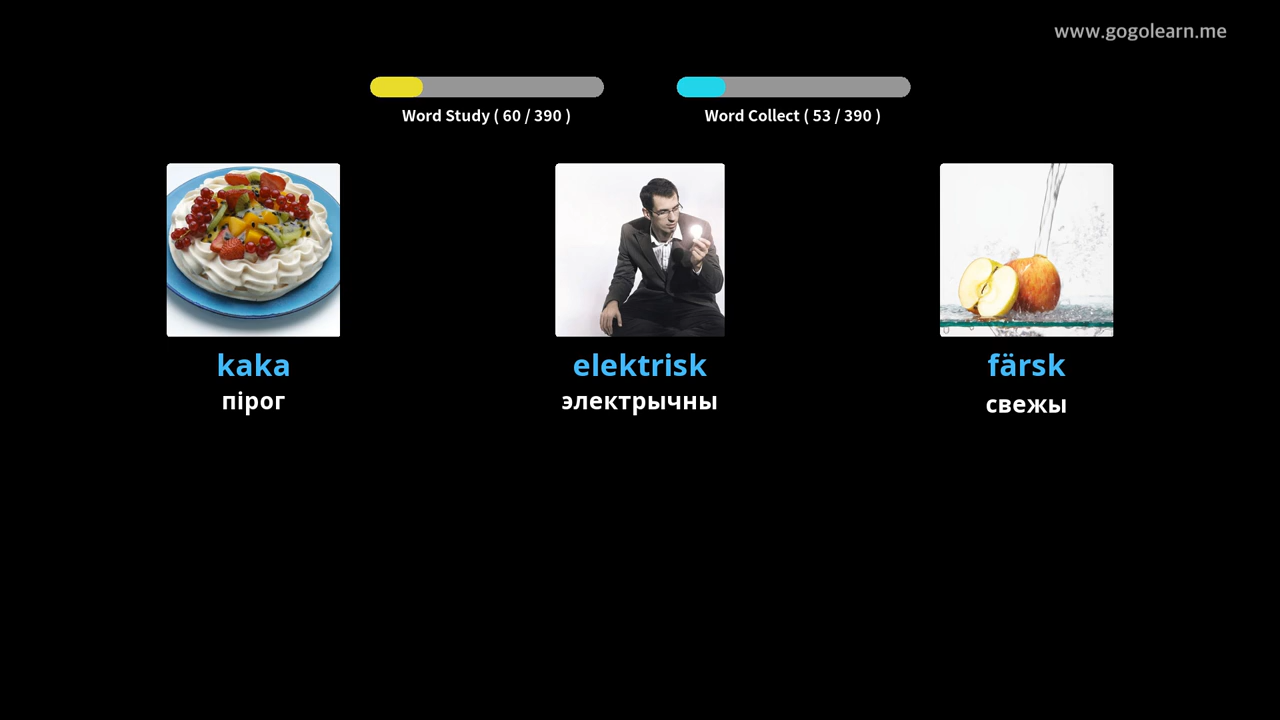 www.gogolearn.me
Word Study ( 60 / 390 )
Word Collect ( 53 / 390 )
kaka
пірог
elektrisk
электрычны
färsk
свежы